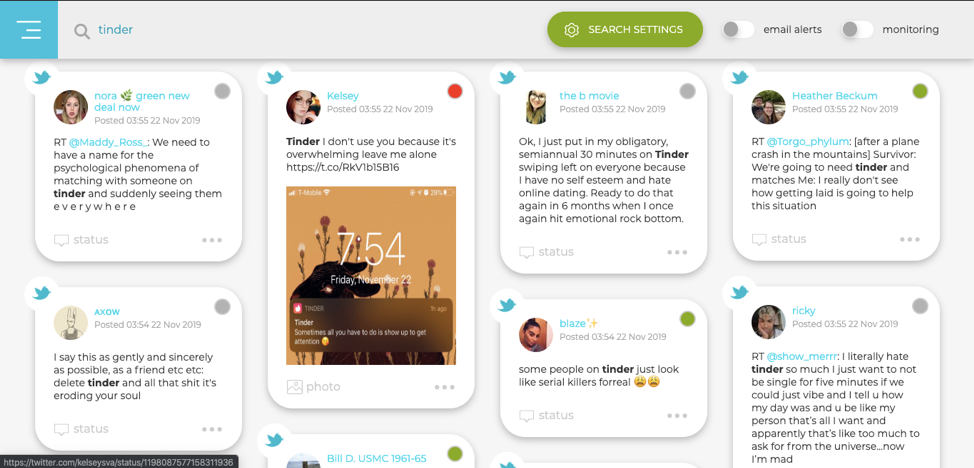 tinder
SEARCH SETTINGS
email alerts
monitoring
nora 🌿 green new
deal now
Posted 03:55 22 Nov 2019
RT @Maddy_Ross_: We need to
have a name for the
psychological phenomena of
matching with someone on
tinder and suddenly seeing them
e v e r y w h e r e
status
AXOW
Posted 03:54 22 Nov 2019
I say this as gently and sincerely
as possible, as a friend etc etc:
delete tinder and all that shit it's
eroding your soul
status
Kelsey
Posted 03:55 22 Nov 2019
Tinder I don't use you because it's
overwhelming leave me alone
https://t.co/RkV1b15B16
T-Mobile
28%
7:54
Friday, November 22
TINDER
1h ago
Tinder
Sometimes all you have to do is show up to get
attention
photo
Bill D. USMC 1961-65
the b movie
Posted 03:55 22 Nov 2019
Ok, I just put in my obligatory,
semiannual 30 minutes on Tinder
swiping left on everyone because
I have no self esteem and hate
online dating. Ready to do that
again in 6 months when I once
again hit emotional rock bottom.
status
blaze✨
Posted 03:54 22 Nov 2019
some people on tinder just look
like serial killers forreal 😩😩
status
Heather Beckum
Posted 03:55 22 Nov 2019
RT @Torgo_phylum: [after a plane
crash in the mountains] Survivor:
We're going to need tinder and
matches Me: I really don't see
how getting laid is going to help
this situation
status
ricky
Posted 03:55 22 Nov 2019
RT @show_merrr: I literally hate
tinder so much I just want to not
be single for five minutes if we
could just vibe and I tell u how
my day was and u be like my
person that's all I want and
apparently that's like too much to
ask for from the universe...now
I'm mad
https://twitter.com/kelseysva/status/1198087577158311936